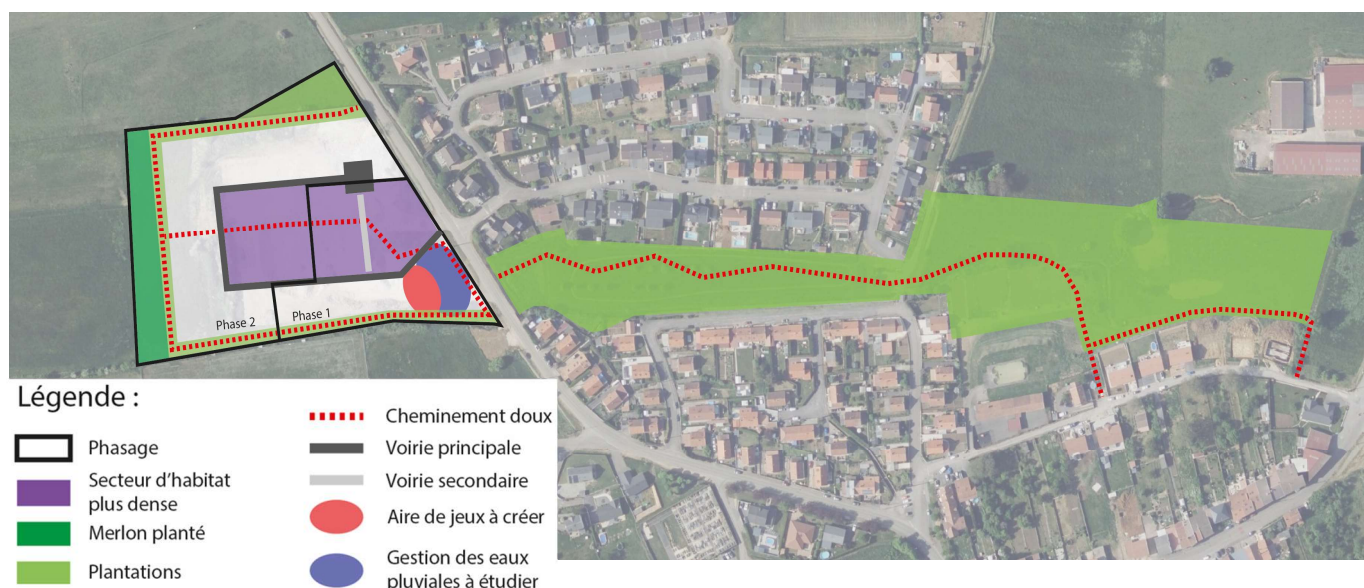 Phase 2
Phase 1
Légende :
Phasage
Secteur d'habitat
plus dense
Merlon planté
Plantations
Cheminement doux
Voirie principale
Voirie secondaire
Aire de jeux à créer
Gestion des eaux
pluviales à étudier